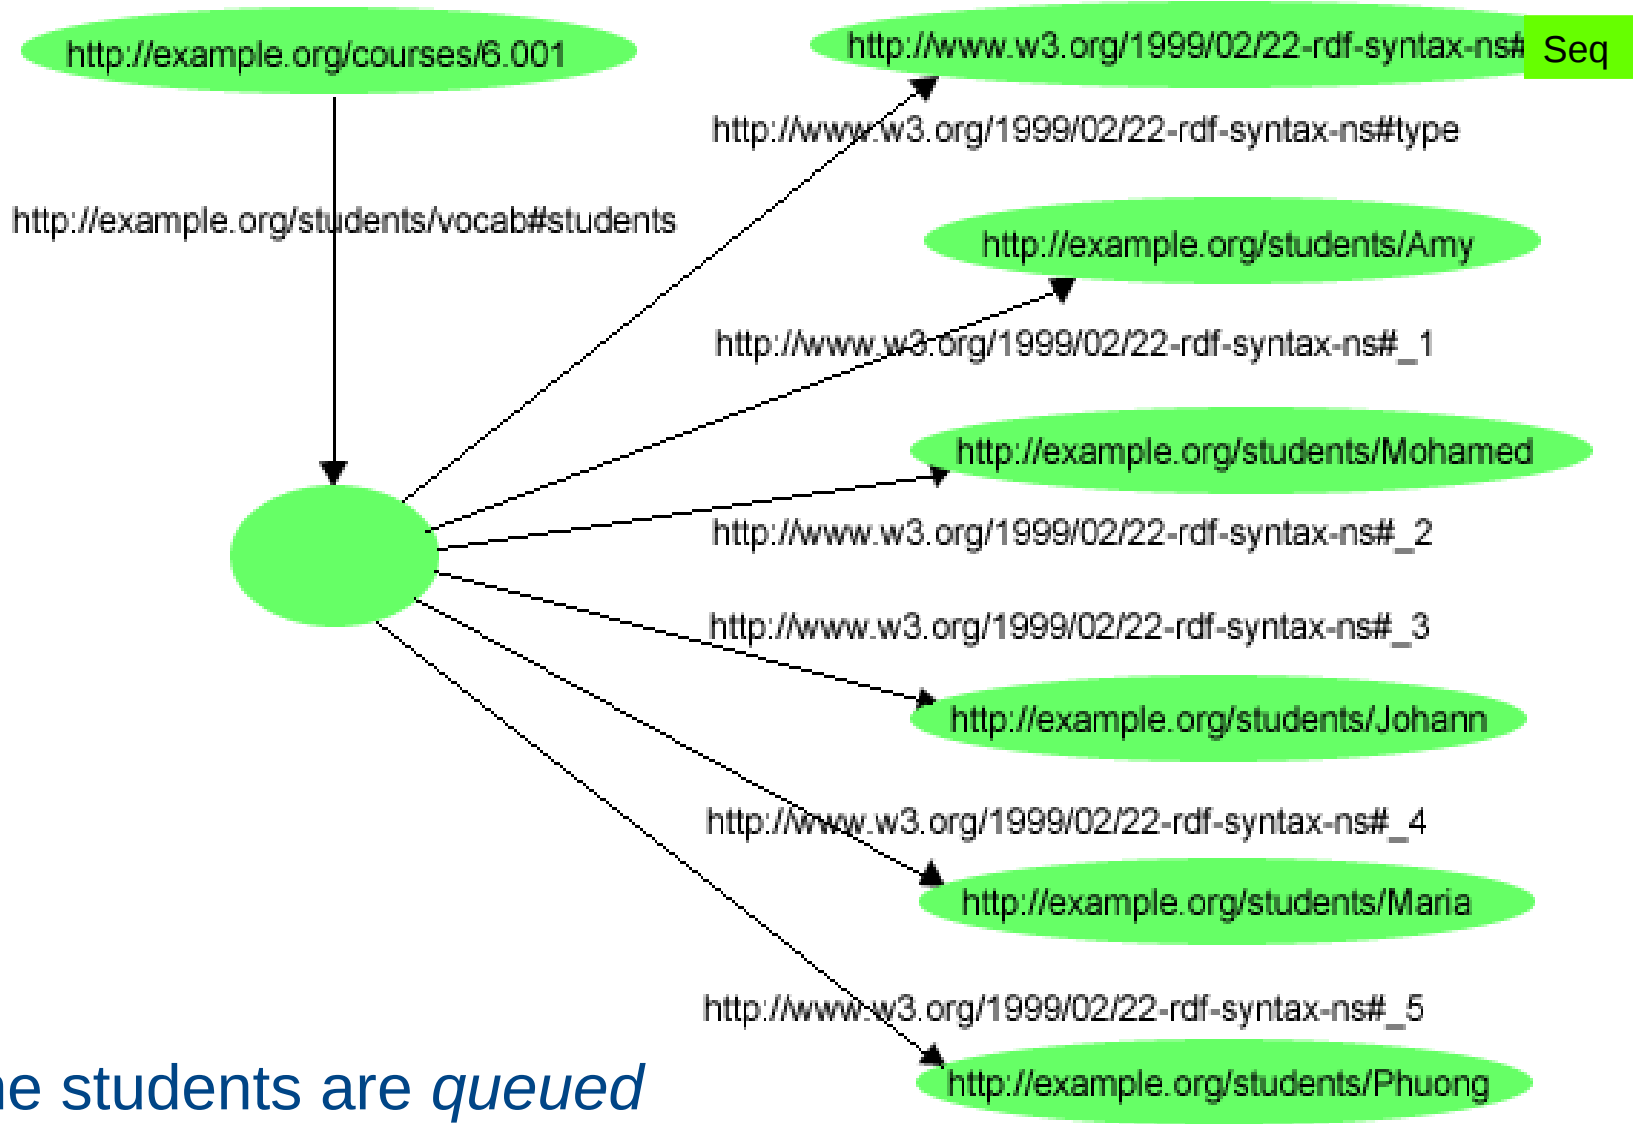 http://example.org/courses/6.001
http://www.w3.org/1999/02/22-rdf-syntax-ns# Seq
http://www.w3.org/1999/02/22-rdf-syntax-ns#type
http://example.org/students/vocab#students
http://example.org/students/Amy
http://www.w3.org/1999/02/22-rdf-syntax-ns#_1
http://example.org/students/Mohamed
http://www.w3.org/1999/02/22-rdf-syntax-ns#_2
http://www.w3.org/1999/02/22-rdf-syntax-ns#_3
http://example.org/students/Johann
http://www.w3.org/1999/02/22-rdf-syntax-ns#_4
http://example.org/students/Maria
http://www.w3.org/1999/02/22-rdf-syntax-ns#_5
http://example.org/students/Phuong
students are queued